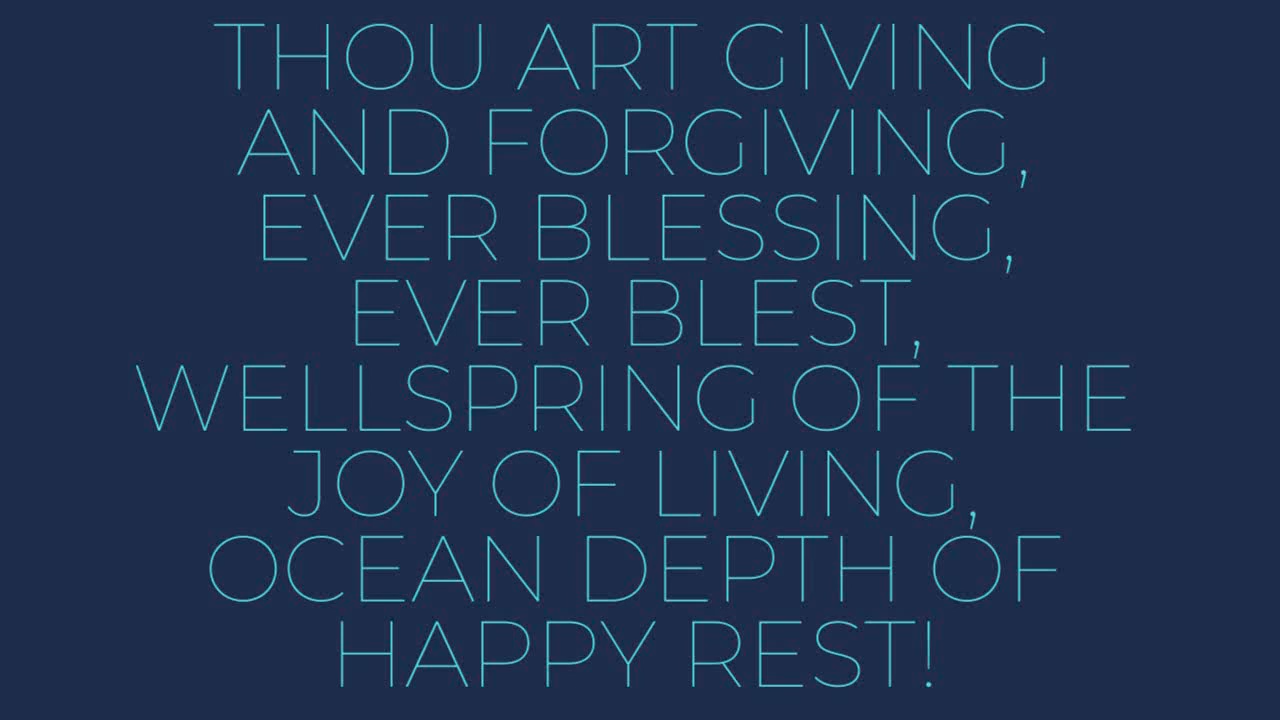 THOU ART GIVING
AND FORGIVING,
EVER BLESSING,
EVER BLEST,
WELLSPRING OF THE
JOY OF LIVING,
OCEAN DEPTH OF
HAPPY REST!